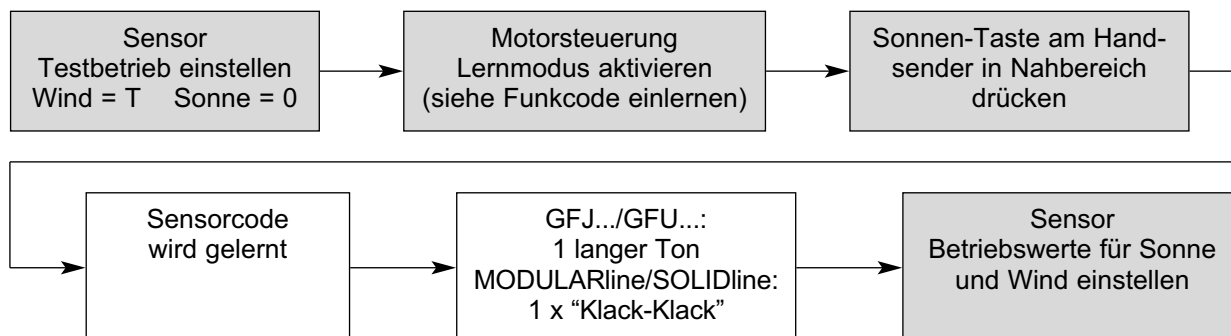 Sensor
Testbetrieb einstellen
Wind = T Sonne = 0
Motorsteuerung
Lernmodus aktivieren
(siehe Funkcode einlernen)
Sonnen-Taste am Hand-
sender in Nahbereich
drücken
Sensorcode
wird gelernt
GFJ.../GFU...:
1 langer Ton
MODULARline/SOLIDline:
1 x “Klack-Klack”
Sensor
Betriebswerte für Sonne
und Wind einstellen